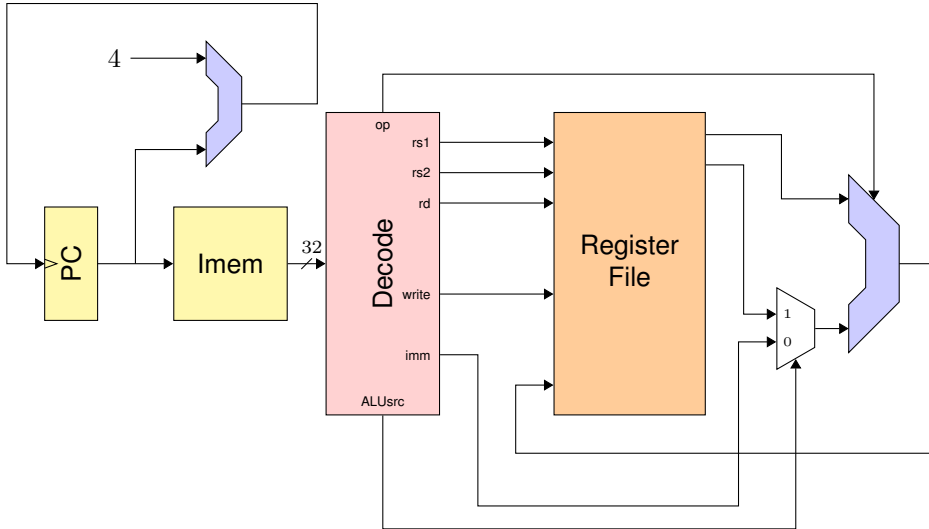 4
op
rs1
rs2
rd
write
imm
ALUsrc
Decode
PC
Imem
32
Register
File
1
0